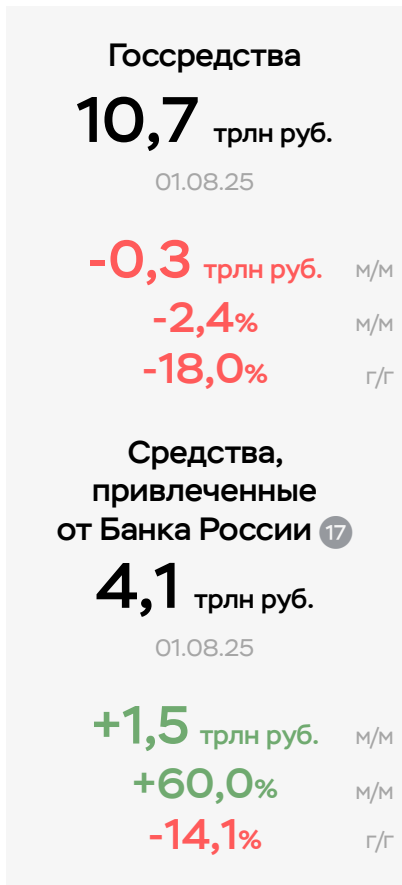 Госсредства
10,7 трлн руб.
01.08.25
-0,3 трлн руб. м/м
-2,4% м/м
-18,0% г/г
Средства,
привлеченные
от Банка России 17
4,1 трлн руб.
01.08.25
+1,5 трлн руб. м/м
+60,0% м/м
-14,1% г/г